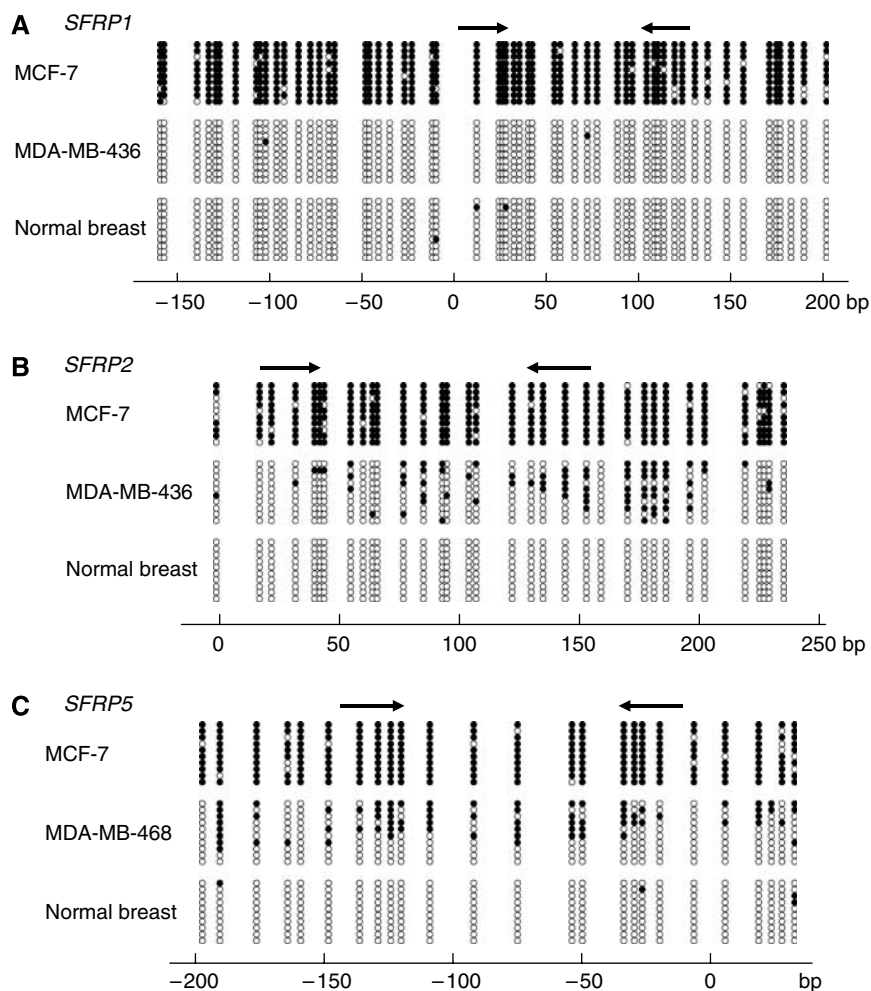 A SFRP1
MCF-7
MDA-MB-436
Normal breast
−150 −100 −50 0 50 100 150 200 bp
B SFRP2
MCF-7
MDA-MB-436
Normal breast
0 50 100 150 200 250 bp
C SFRP5
MCF-7
MDA-MB-468
Normal breast
−200 −150 −100 −50 0 bp